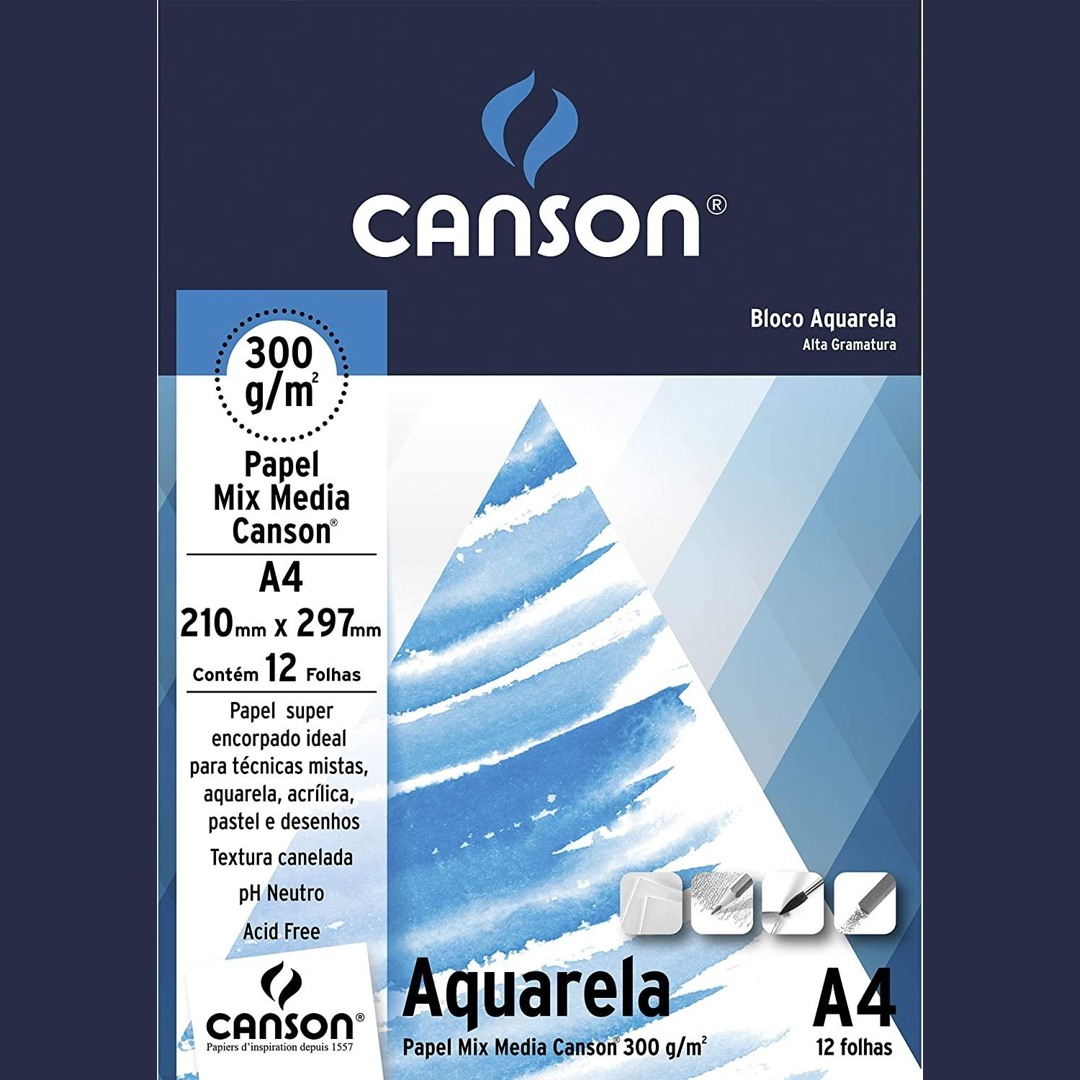 CANSON®
Bloco Aquarela
Alta Gramatura
300
g/m²
Papel
Mix Media
Canson®
A4
210mm x 297mm
Contém 12 Folhas
Papel super
encorpado ideal
para técnicas mistas,
aquarela, acrílica,
pastel e desenhos
Textura canelada
pH Neutro
Acid Free
CANSON®
Papiers d'inspiration depuis 1557
Aquarela
Papel Mix Media Canson® 300 g/m²
A4
12 folhas